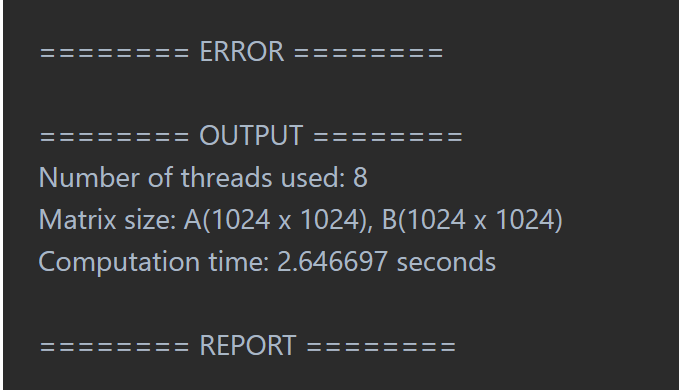 ======== ERROR ========
======== OUTPUT ========
Number of threads used: 8
Matrix size: A(1024 x 1024), B(1024 x 1024)
Computation time: 2.646697 seconds
======== REPORT ========